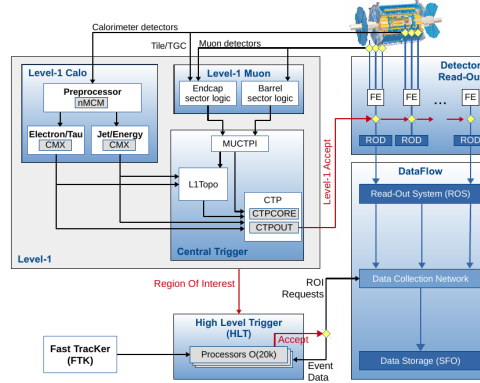 Calorimeter detectors
Tile/TGC
Muon detectors
Level-1 Calo
Preprocessor
nMCM
Electron/Tau
CMX
Jet/Energy
CMX
Level-1 Muon
Endcap
sector logic
Barrel
sector logic
MUCTPI
L1Topo
CTP
CTPCORE
CTPOUT
Central Trigger
Level-1
Level-1 Accept
Detector
Read-Out
FE
FE
...
FE
ROD
ROD
ROD
DataFlow
Read-Out System (ROS)
Data Collection Network
Data Storage (SFO)
Region Of Interest
ROI
Requests
High Level Trigger
(HLT)
Accept
Processors O(20k)
Event
Data
Fast TracKer
(FTK)